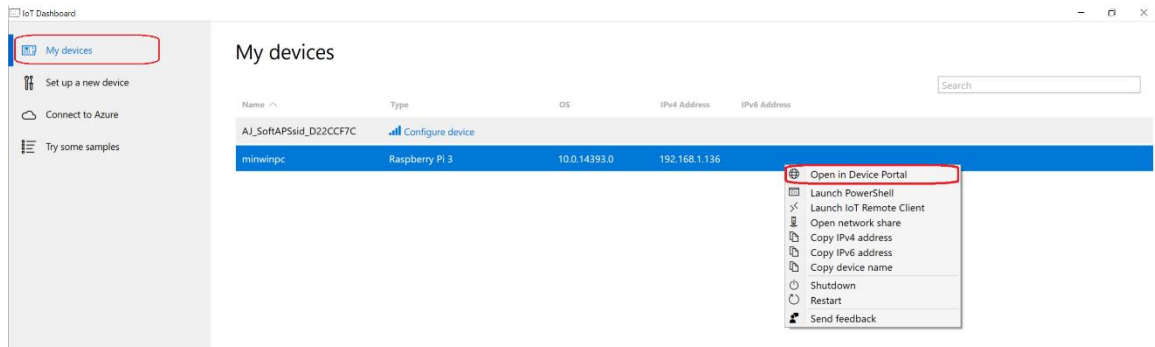 IoT Dashboard
My devices
Set up a new device
Connect to Azure
Try some samples
My devices
Search
Name Type OS IPv4 Address IPv6 Address
AJ_SoftAPSsid_D22CCF7C Configure device
minwinpc Raspberry Pi 3 10.0.14393.0 192.168.1.136
Open in Device Portal
Launch PowerShell
Launch IoT Remote Client
Open network share
Copy IPv4 address
Copy IPv6 address
Copy device name
Shutdown
Restart
Send feedback